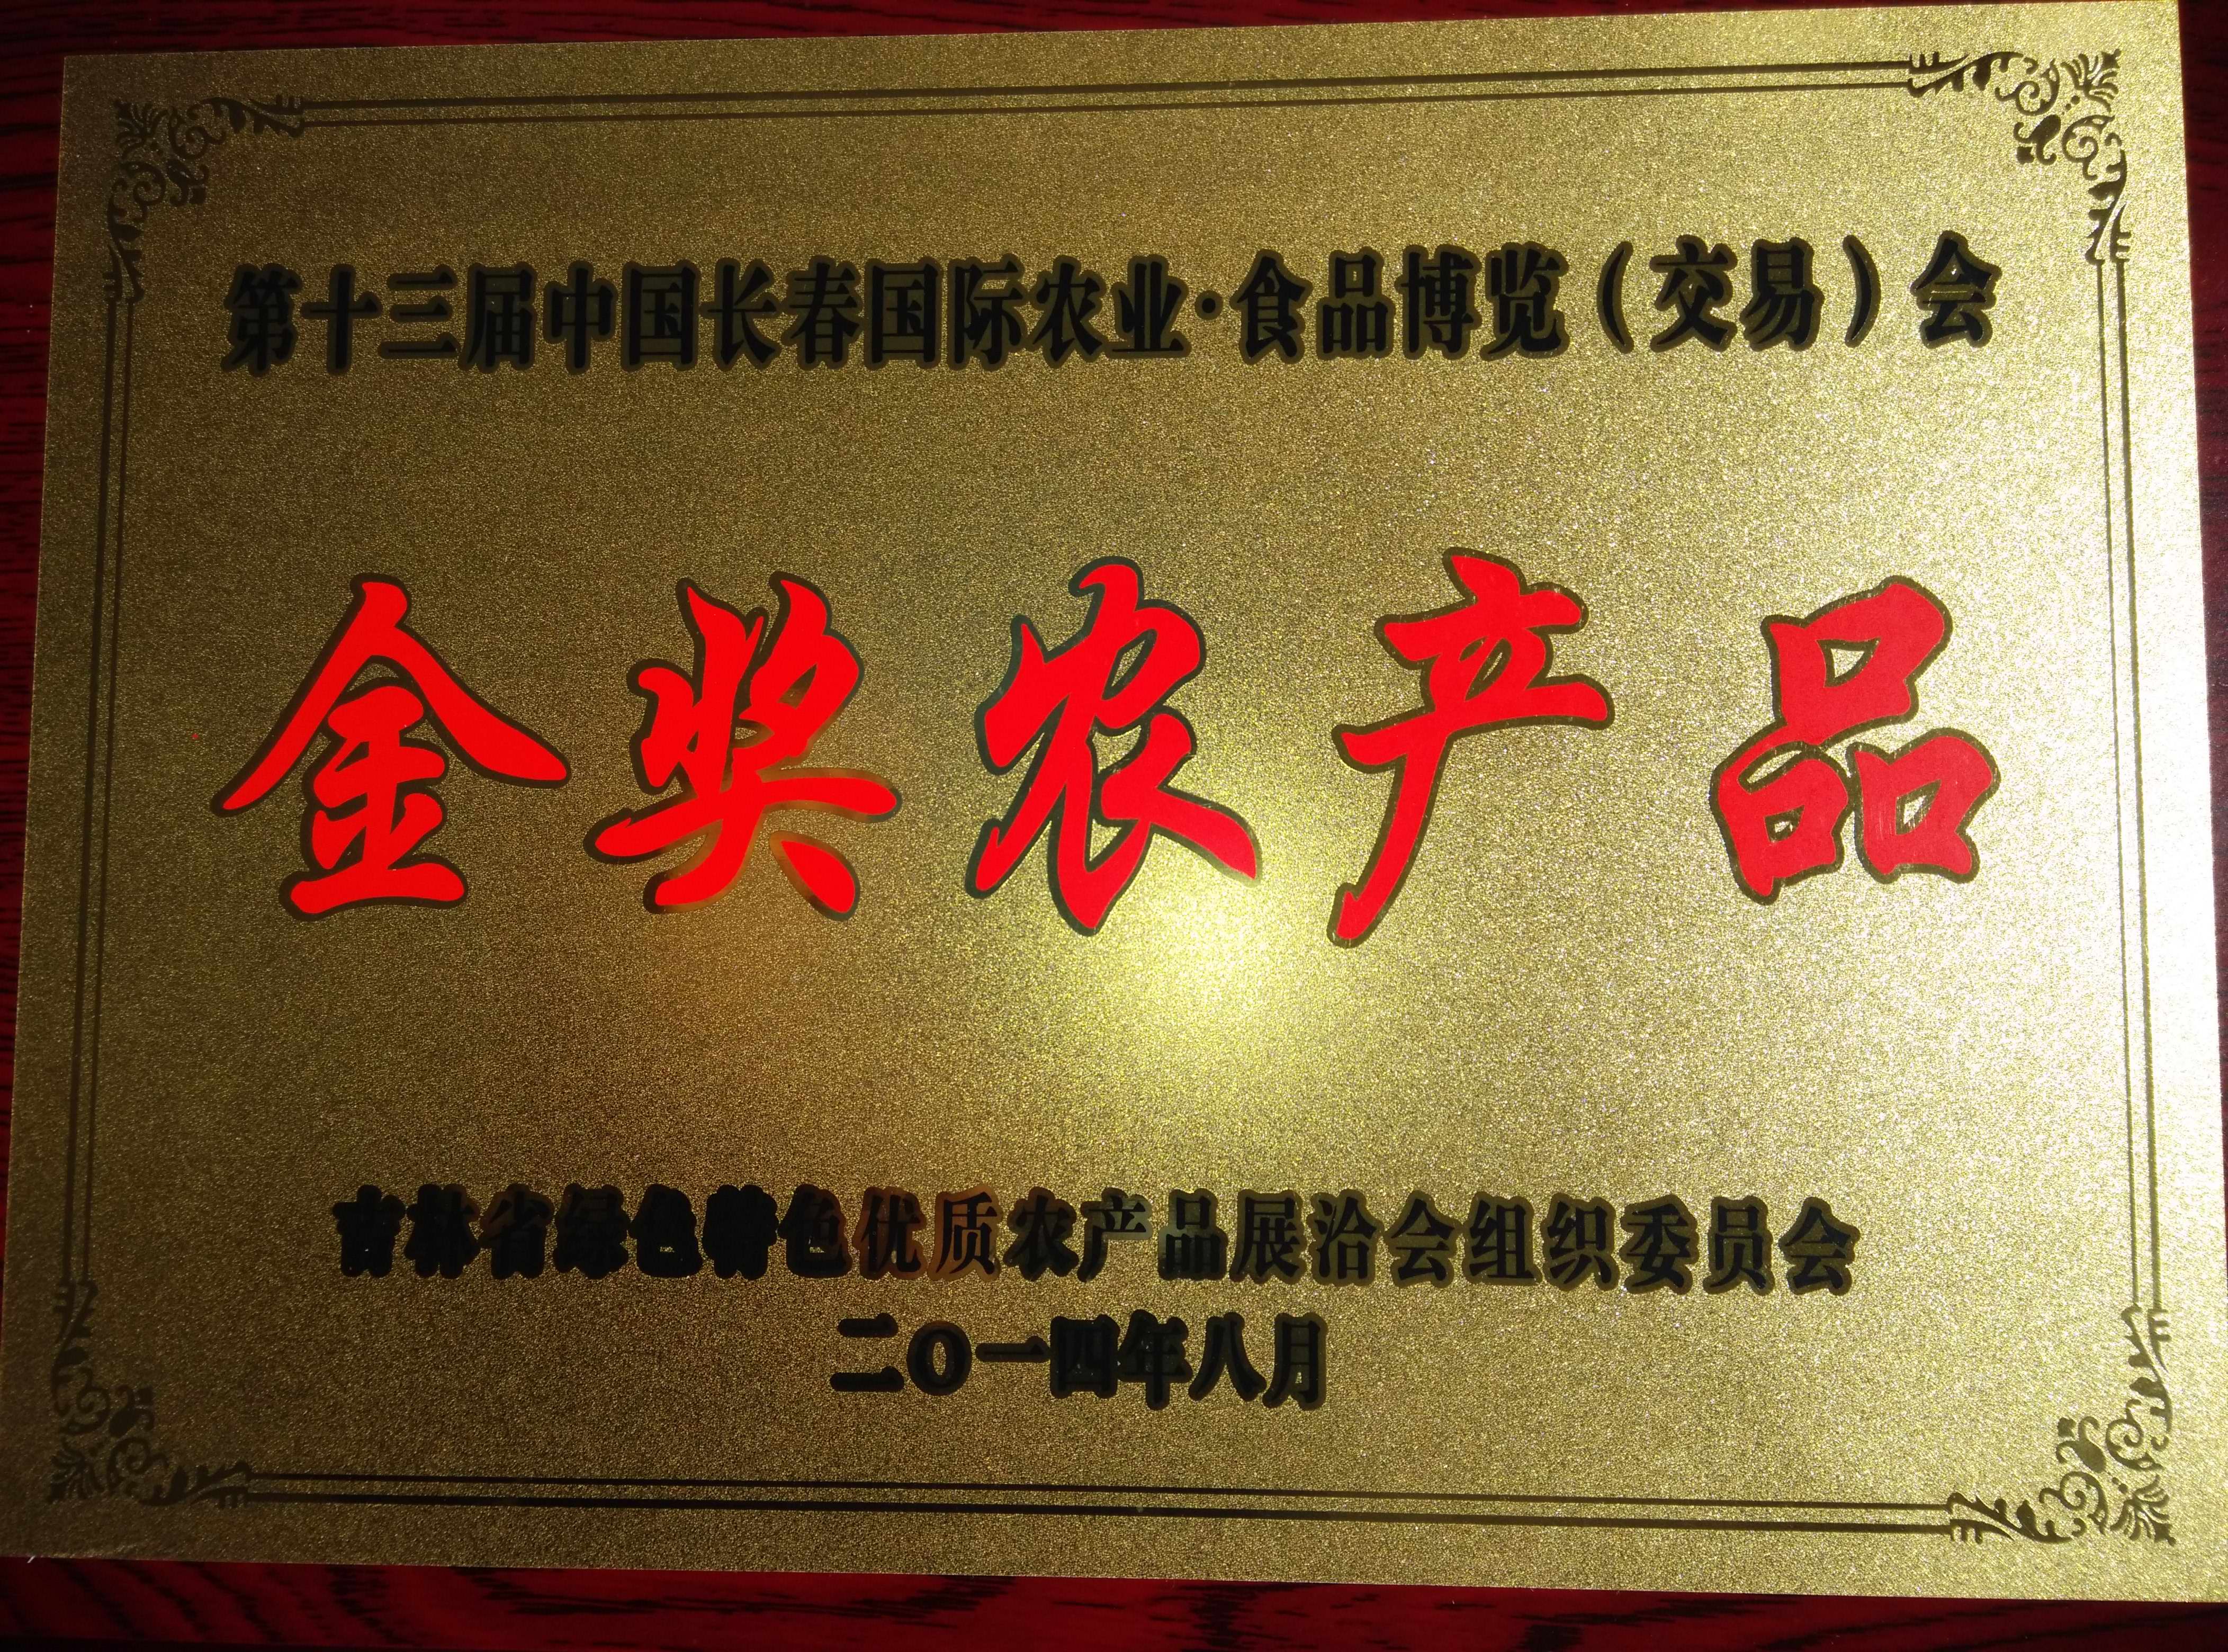 第十三届中国长春国际农业·食品博览（交易）会
金奖农产品
吉林省绿色特色优质农产品展洽会组织委员会
二O一四年八月